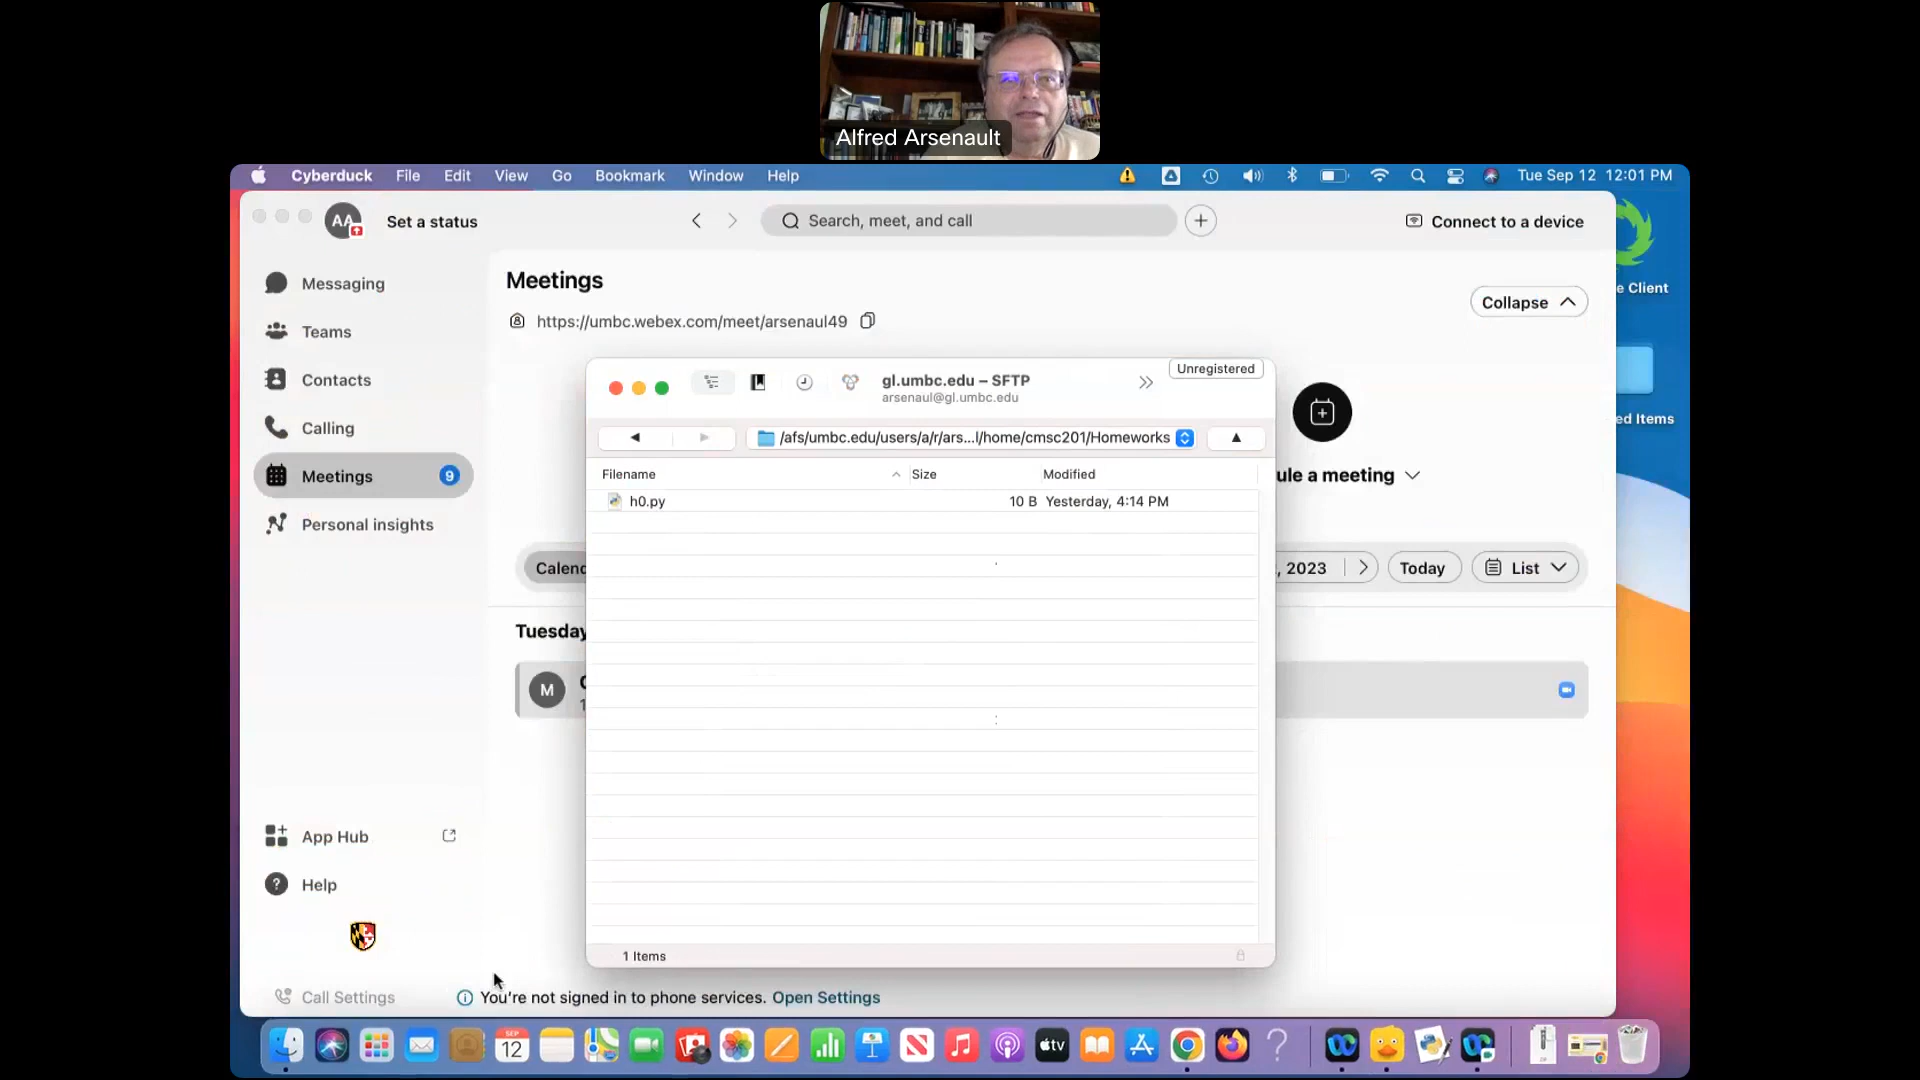 Alfred Arsenault
Cyberduck File Edit View Go Bookmark Window Help Tue Sep 12 12:01 PM
AA Set a status Search, meet, and call Connect to a device
e Client
Messaging
Teams
Contacts
Calling
Meetings 9
Personal insights
App Hub
Help
Call Settings
Meetings
https://umbc.webex.com/meet/arsenaul49
Collapse
ed Items
ule a meeting
Calend
, 2023 Today List
Tuesday
M
Unregistered
gl.umbc.edu – SFTP
arsenaul@gl.umbc.edu
/afs/umbc.edu/users/a/r/ars...l/home/cmsc201/Homeworks
Filename Size Modified
h0.py 10 B Yesterday, 4:14 PM
1 Items
You're not signed in to phone services. Open Settings
SEP
12
tv